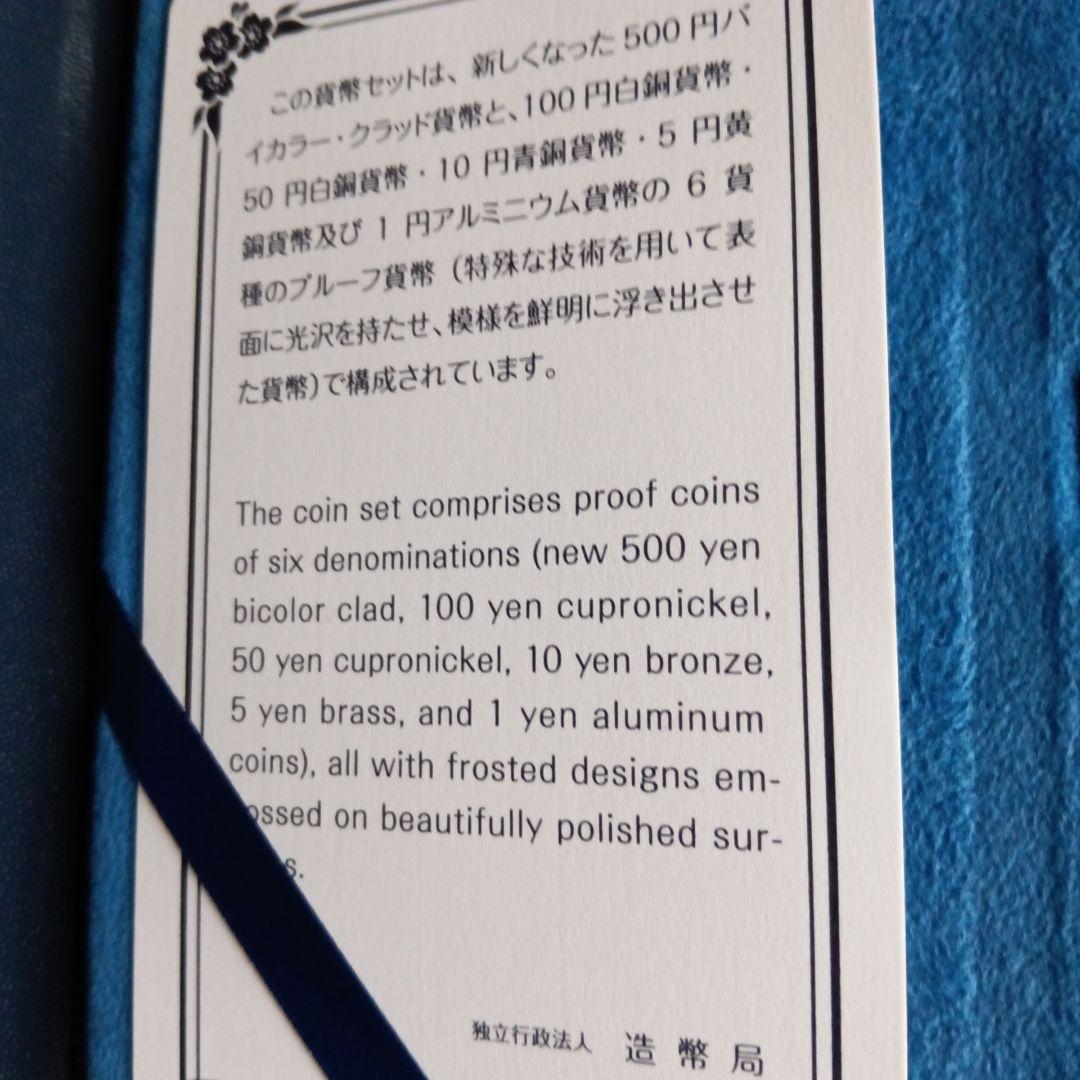 この貨幣セットは、新しくなった500円バ
イカラー・クラッド貨幣と、100円白銅貨幣・
50円白銅貨幣・10円青銅貨幣・5円黄
銅貨幣及び1円アルミニウム貨幣の6貨
種のプルーフ貨幣(特殊な技術を用いて表
面に光沢を持たせ、模様を鮮明に浮き出させ
た貨幣)で構成されています。
The coin set comprises proof coins
of six denominations (new 500 yen
bicolor clad, 100 yen cupronickel,
50 yen cupronickel, 10 yen bronze,
5 yen brass, and 1 yen aluminum
coins), all with frosted designs em-
ossed on beautifully polished sur-
s.
独立行政法人 造幣局